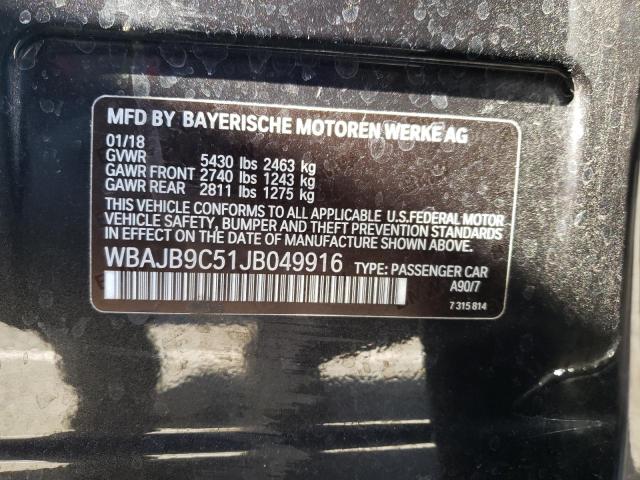 MFD BY BAYERISCHE MOTOREN WERKE AG
01/18
GVWR 5430 lbs 2463 kg
GAWR FRONT 2740 lbs 1243 kg
GAWR REAR 2811 lbs 1275 kg
THIS VEHICLE CONFORMS TO ALL APPLICABLE U.S.FEDERAL MOTOR
VEHICLE SAFETY, BUMPER, AND THEFT PREVENTION STANDARDS
IN EFFECT ON THE DATE OF MANUFACTURE SHOWN ABOVE.
WBAJB9C51JB049916 TYPE: PASSENGER CAR
A90/7
7 315 814